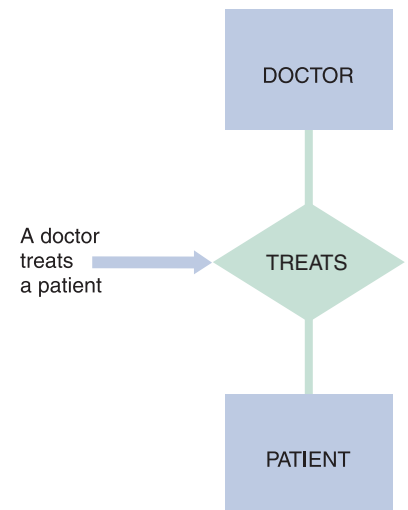 DOCTOR
A doctor
treats
a patient
TREATS
PATIENT